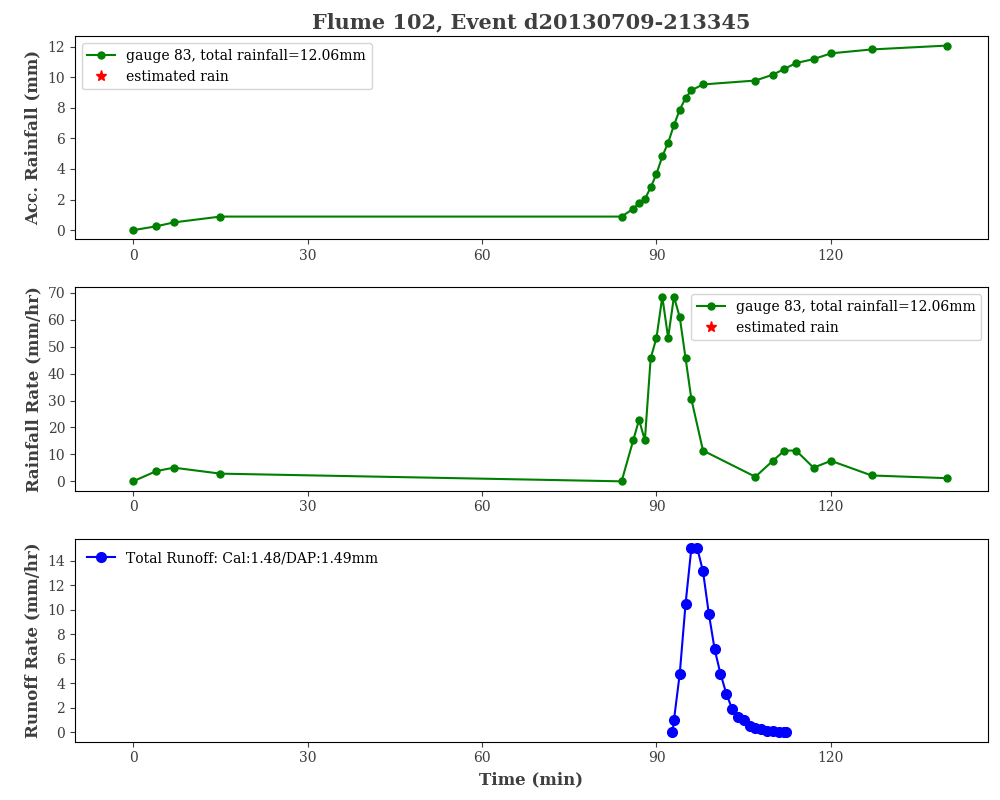 Flume 102, Event d20130709-213345
Acc. Rainfall (mm)
12
10
8
6
4
2
0
gauge 83, total rainfall=12.06mm
estimated rain
0 30 60 90 120
Rainfall Rate (mm/hr)
70
60
50
40
30
20
10
0
gauge 83, total rainfall=12.06mm
estimated rain
0 30 60 90 120
Runoff Rate (mm/hr)
14
12
10
8
6
4
2
0
Total Runoff: Cal:1.48/DAP:1.49mm
0 30 60 90 120
Time (min)